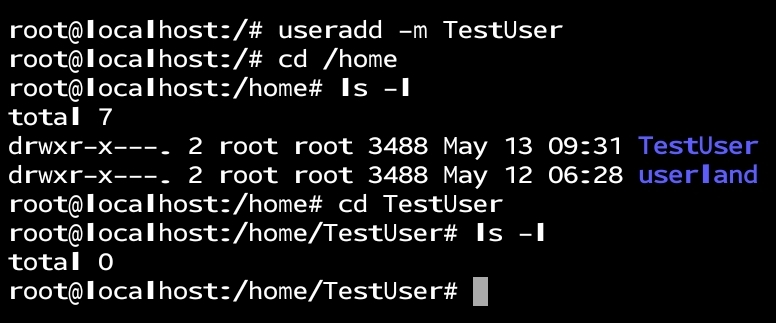 root@localhost:/# useradd -m TestUser
root@localhost:/# cd /home
root@localhost:/home# ls -l
total 7
drwxr-x---. 2 root root 3488 May 13 09:31 TestUser
drwxr-x---. 2 root root 3488 May 12 06:28 userland
root@localhost:/home# cd TestUser
root@localhost:/home/TestUser# ls -l
total 0
root@localhost:/home/TestUser#